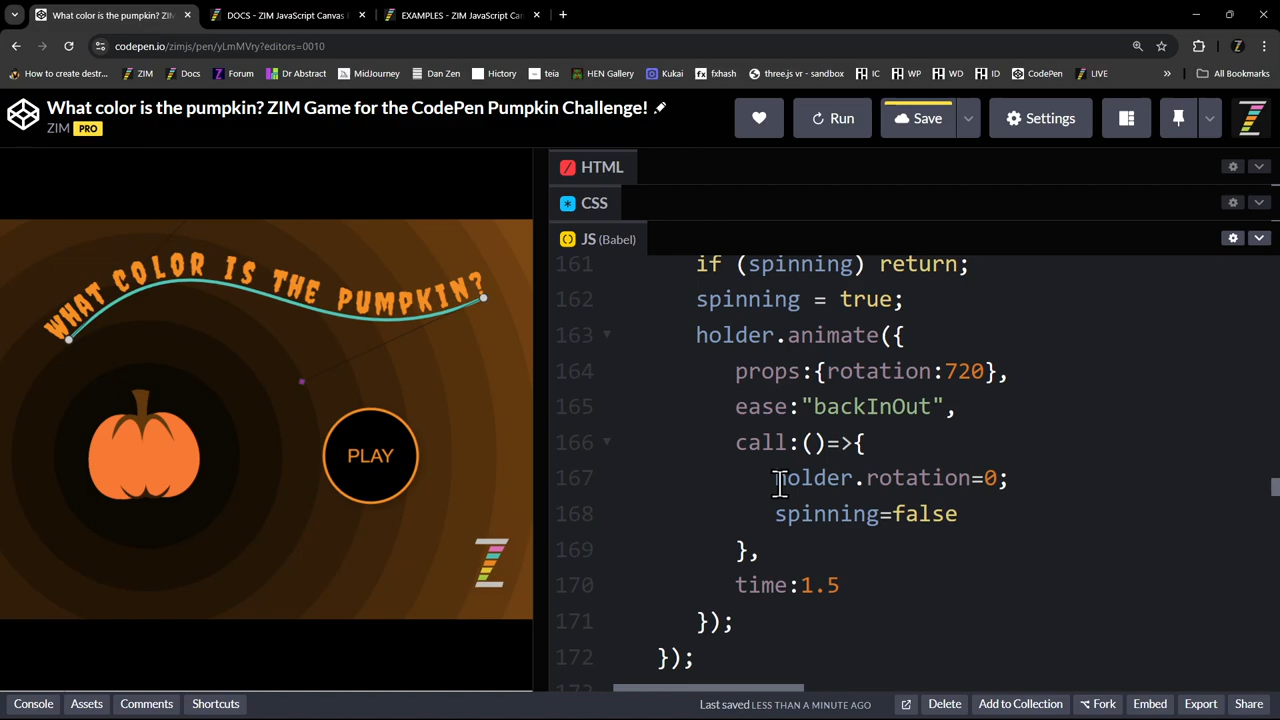 What color is the pumpkin? ZIM
DOCS - ZIM JavaScript Canvas
EXAMPLES - ZIM JavaScript Can
codepen.io/zimjs/pen/yLmMVry?editors=0010
How to create destr...
ZIM
Docs
Forum
Dr Abstract
MidJourney
Dan Zen
Hictory
teia
HEN Gallery
Kukai
fxhash
three.js vr - sandbox
IC
WP
WD
ID
CodePen
LIVE
»
All Bookmarks
What color is the pumpkin? ZIM Game for the CodePen Pumpkin Challenge!
ZIM PRO
Run
Save
Settings
HTML
CSS
JS (Babel)
WHAT COLOR IS THE PUMPKIN?
PLAY
161 if (spinning) return;
162 spinning = true;
163 holder.animate({
164 props:{rotation:720},
165 ease:"backInOut",
166 call:()=>{
167 holder.rotation=0;
168 spinning=false
169 },
170 time:1.5
171 });
172 });
Console
Assets
Comments
Shortcuts
Last saved LESS THAN A MINUTE AGO
Delete
Add to Collection
Fork
Embed
Export
Share